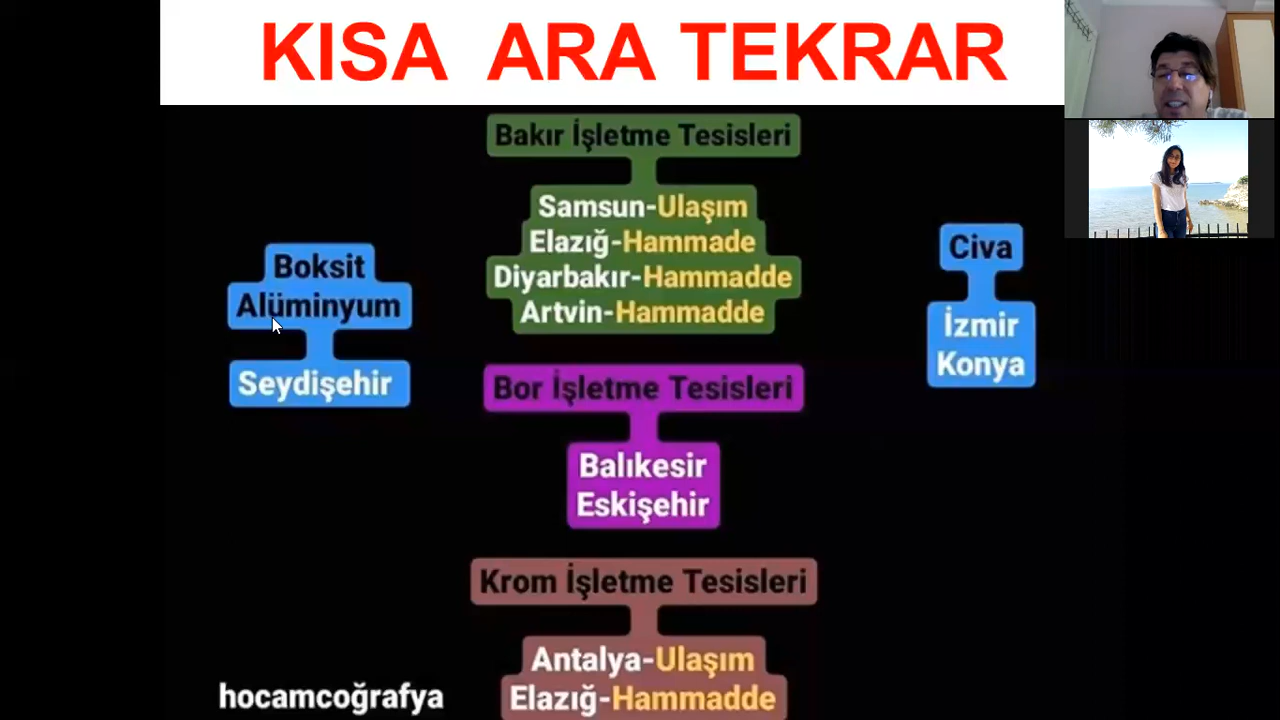 KISA ARA TEKRAR
Bakır İşletme Tesisleri
Samsun-Ulaşım
Elazığ-Hammade
Diyarbakır-Hammadde
Artvin-Hammadde
Boksit
Alüminyum
Seydişehir
Civa
İzmir
Konya
Bor İşletme Tesisleri
Balıkesir
Eskişehir
Krom İşletme Tesisleri
Antalya-Ulaşım
Elazığ-Hammadde
hocamcoğrafya